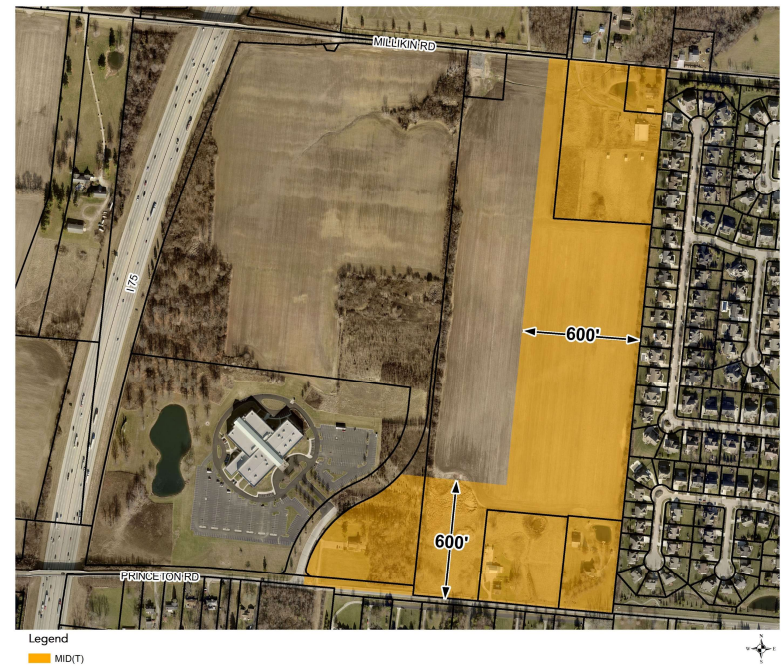 MILLIKIN RD
I 75
600'
600'
PRINCETON RD
Legend
MID(T)
N
W
E
S